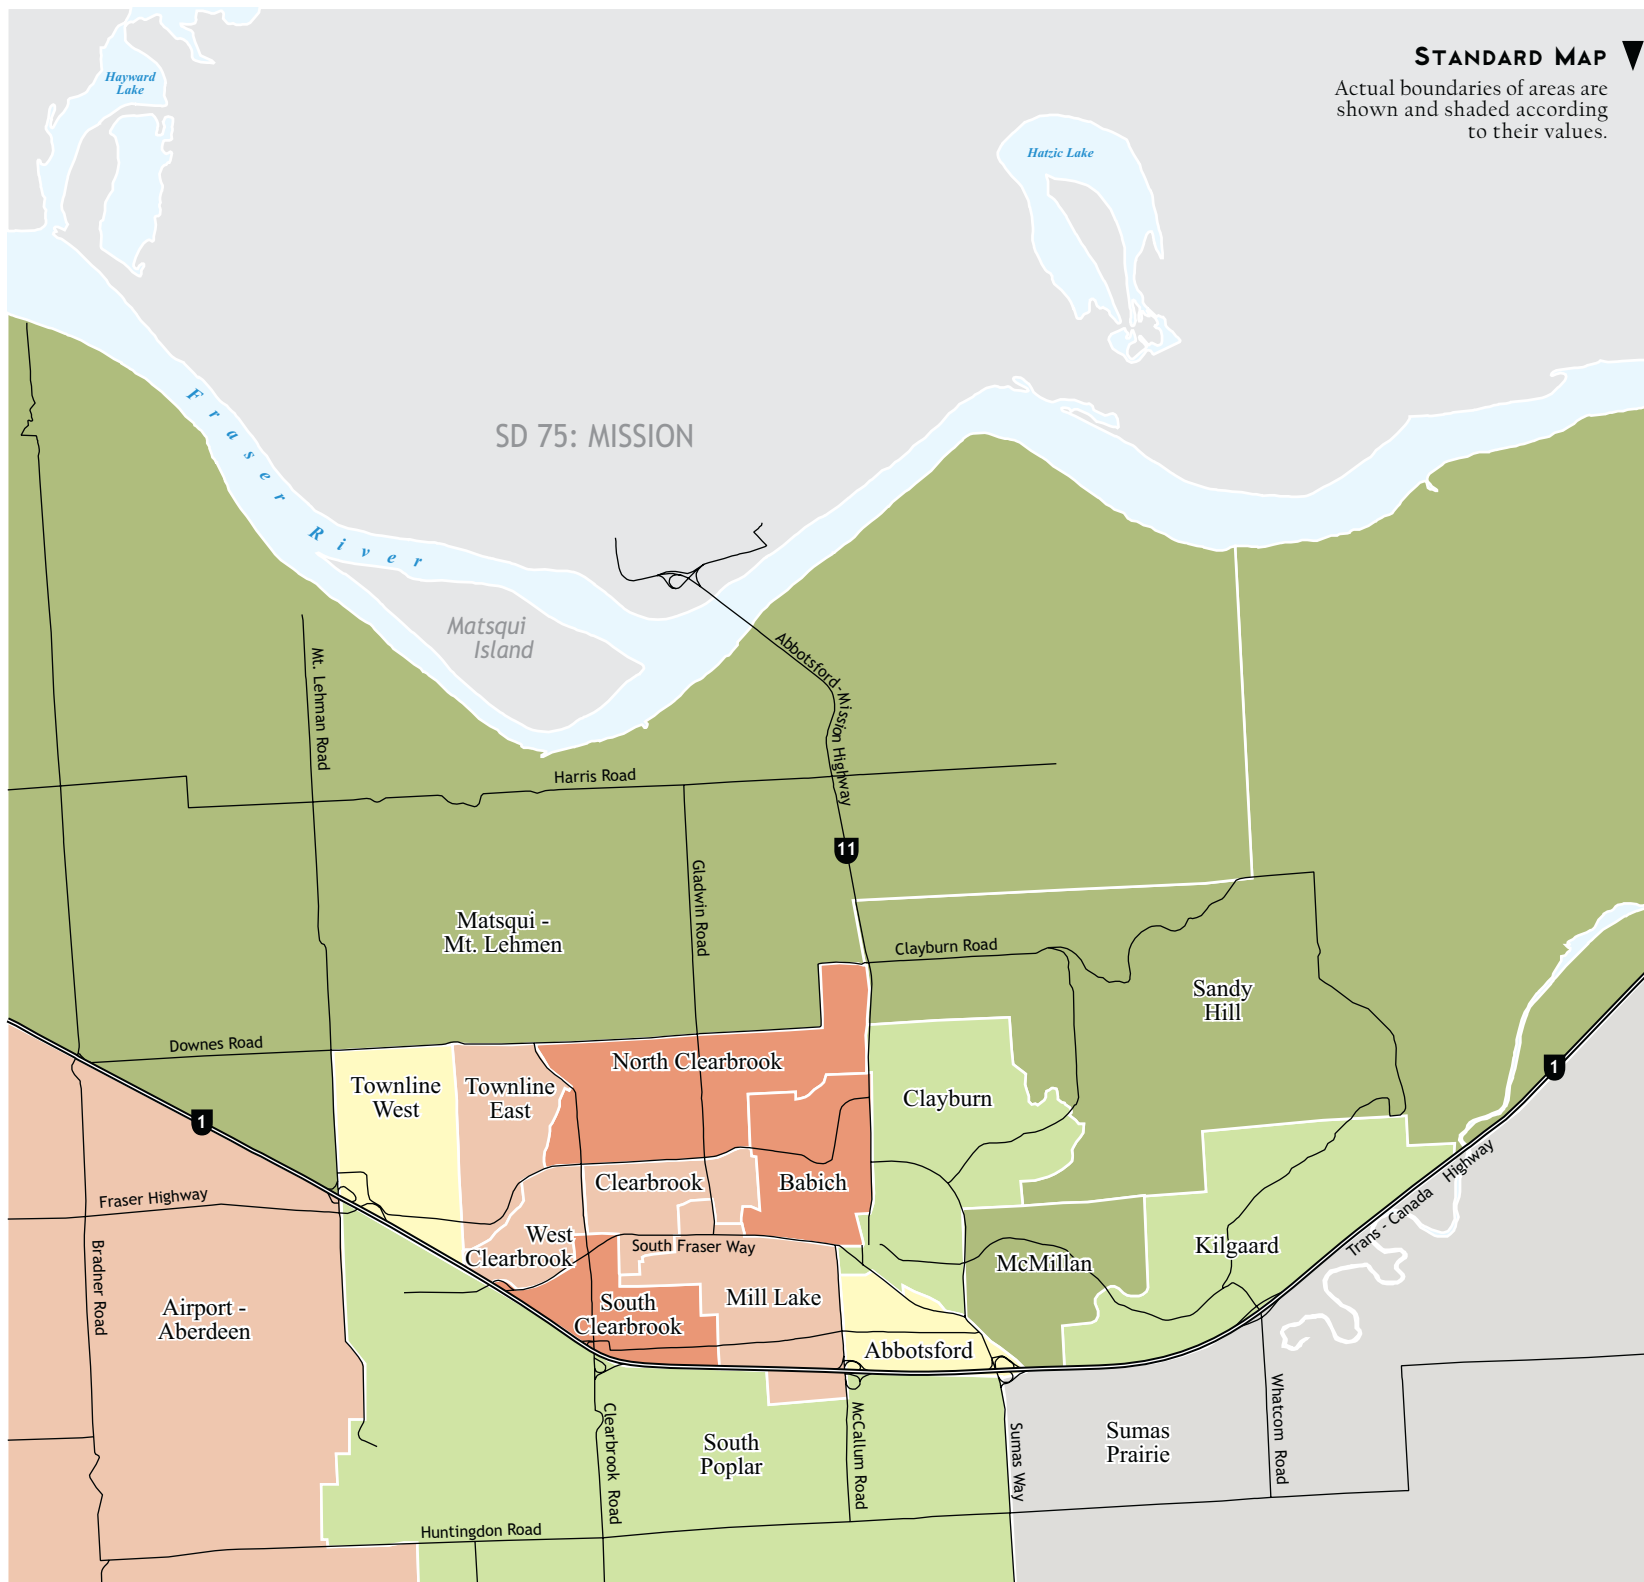 STANDARD MAP
Actual boundaries of areas are
shown and shaded according
to their values.
Hayward
Lake
Hatzic Lake
Fraser River
SD 75: MISSION
Matsqui
Island
Abbotsford-Mission Highway
Mt. Lehman Road
Harris Road
11
Gladwin Road
Matsqui -
Mt. Lehmen
Clayburn Road
Sandy
Hill
Downes Road
North Clearbrook
1
Townline
West
Townline
East
Clayburn
1
Clearbrook
Babich
Fraser Highway
Trans - Canada Highway
West
Clearbrook
South Fraser Way
McMillan
Kilgaard
Bradner Road
Airport -
Aberdeen
South
Clearbrook
Mill Lake
Abbotsford
Clearbrook Road
McCallum Road
Sumas Way
Whatcom Road
South
Poplar
Sumas
Prairie
Huntingdon Road